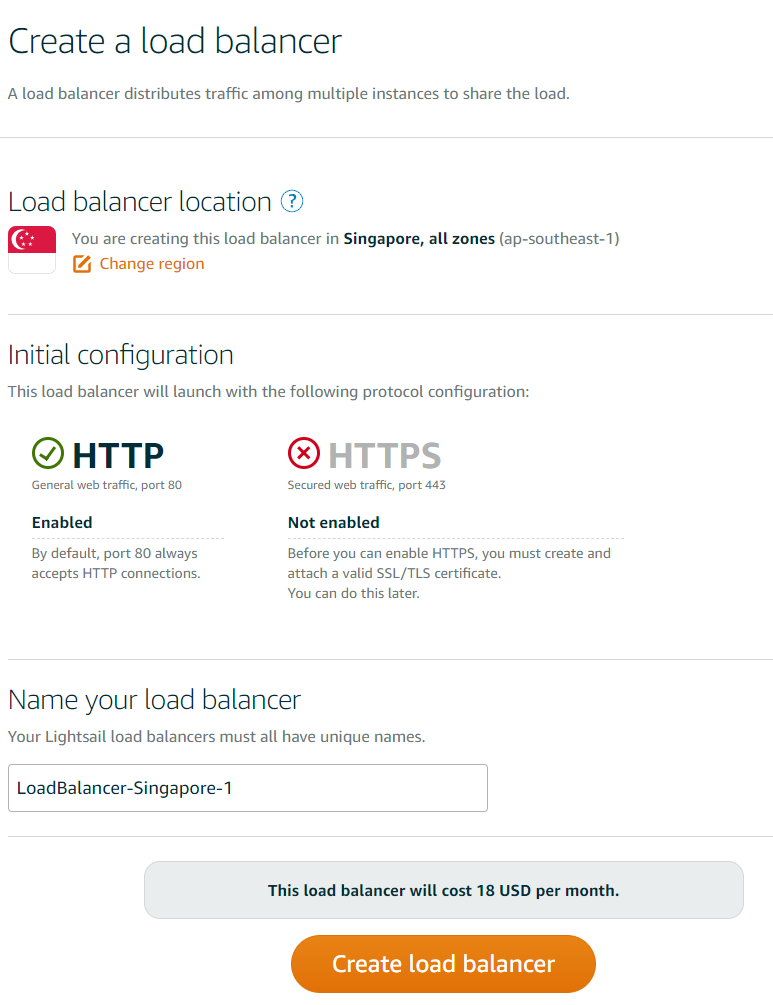 Create a load balancer
A load balancer distributes traffic among multiple instances to share the load.
Load balancer location ?
You are creating this load balancer in Singapore, all zones (ap-southeast-1)
Change region
Initial configuration
This load balancer will launch with the following protocol configuration:
HTTP
General web traffic, port 80
Enabled
By default, port 80 always
accepts HTTP connections.
HTTPS
Secured web traffic, port 443
Not enabled
Before you can enable HTTPS, you must create and
attach a valid SSL/TLS certificate.
You can do this later.
Name your load balancer
Your Lightsail load balancers must all have unique names.
LoadBalancer-Singapore-1
This load balancer will cost 18 USD per month.
Create load balancer